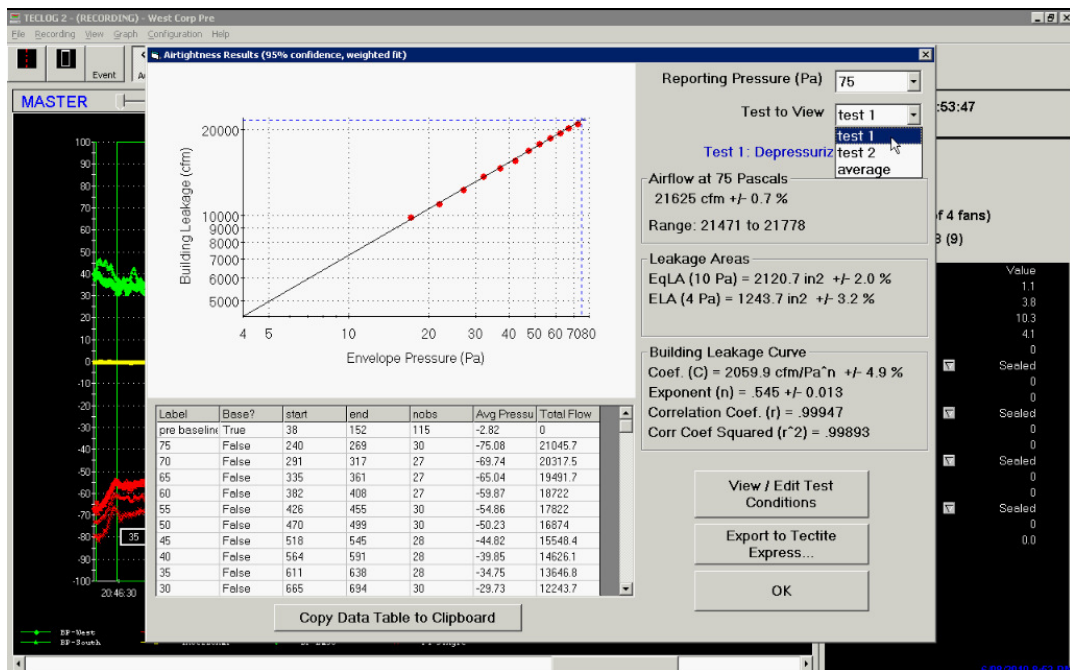 TECLOG 2 - (RECORDING) - West Corp Pre
File Recording View Graph Configuration Help
Event
MASTER
:53:47
Airtightness Results (95% confidence, weighted fit)
Building Leakage (cfm)
20000
10000
9000
8000
7000
6000
5000
4 5 10 20 30 40 50 60 7080
Envelope Pressure (Pa)
Reporting Pressure (Pa) 75
Test to View test 1
test 1
test 2
average
Test 1: Depressuriz
Airflow at 75 Pascals
21625 cfm +/- 0.7 %
Range: 21471 to 21778
Leakage Areas
EqLA (10 Pa) = 2120.7 in2 +/- 2.0 %
ELA (4 Pa) = 1243.7 in2 +/- 3.2 %
Building Leakage Curve
Coef. (C) = 2059.9 cfm/Pa^n +/- 4.9 %
Exponent (n) = .545 +/- 0.013
Correlation Coef. (r) = .99947
Corr Coef Squared (r^2) = .99893
Label Base? start end nobs Avg Pressu Total Flow
pre baseline True 38 152 115 -2.82 0
75 False 240 269 30 -75.08 21045.7
70 False 291 317 27 -69.74 20317.5
65 False 335 361 27 -65.04 19491.7
60 False 382 408 27 -59.87 18722
55 False 426 455 30 -54.86 17822
50 False 470 499 30 -50.23 16874
45 False 518 545 28 -44.82 15548.4
40 False 564 591 28 -39.85 14626.1
35 False 611 638 28 -34.75 13646.8
30 False 665 694 30 -29.73 12243.7
Copy Data Table to Clipboard
View / Edit Test
Conditions
Export to Tectite
Express...
OK
100
90
80
70
60
50
40
30
20
10
0
-10
-20
-30
-40
-50
-60
-70
-80
-90
-100
35
20:46:30
BP-West
BP-South
of 4 fans)
(9)
Value
1.1
3.8
10.3
4.1
0
Sealed
0
0
Sealed
0
0
Sealed
0
0
Sealed
0
0.0